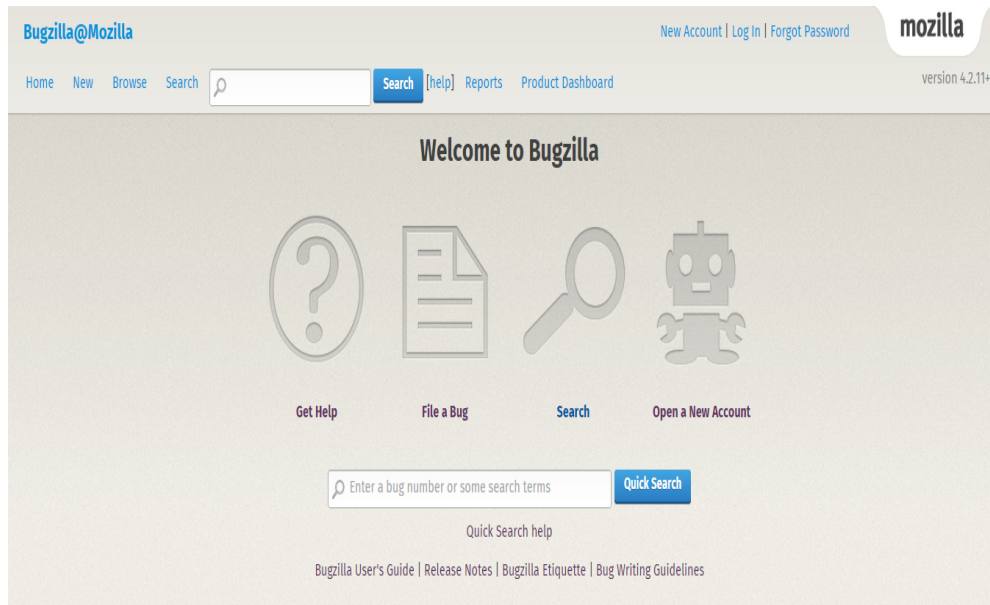 Bugzilla@Mozilla
New Account | Log In | Forgot Password
mozilla
Home New Browse Search Search [help] Reports Product Dashboard
version 4.2.11+
Welcome to Bugzilla
Get Help File a Bug Search Open a New Account
Enter a bug number or some search terms Quick Search
Quick Search help
Bugzilla User's Guide | Release Notes | Bugzilla Etiquette | Bug Writing Guidelines